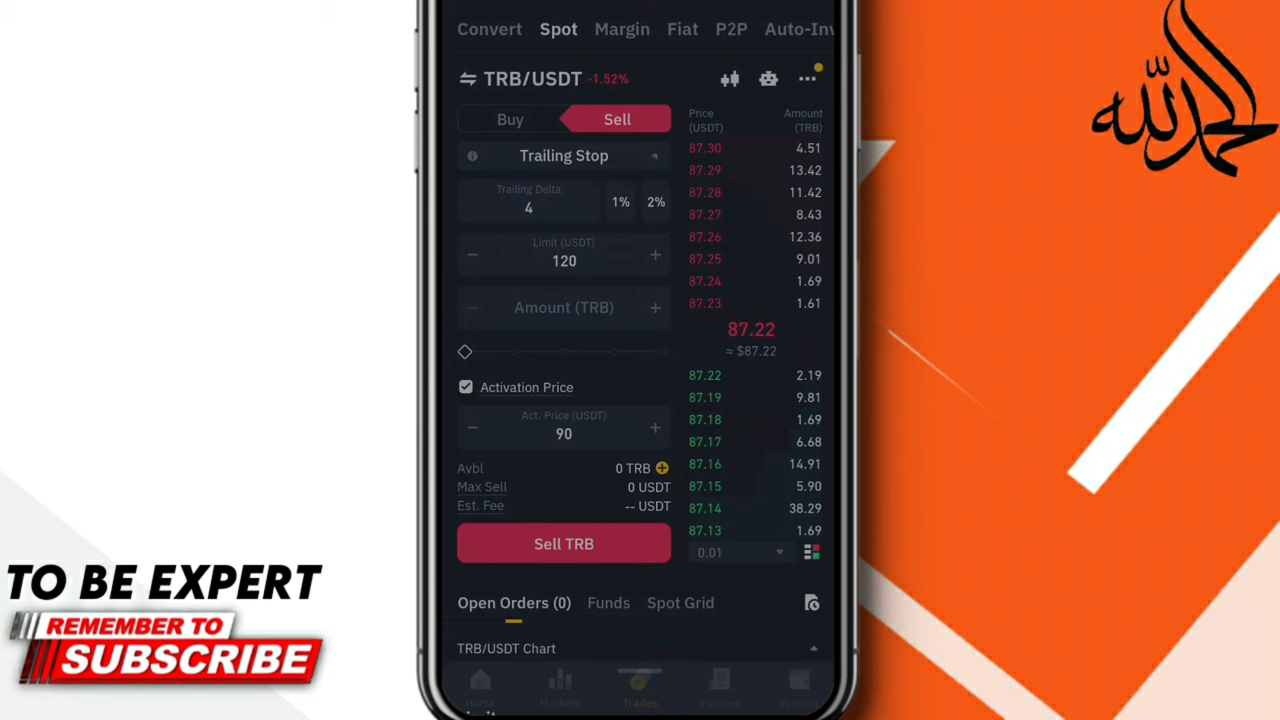 Convert Spot Margin Fiat P2P Auto-Inv
TRB/USDT -1.52%
Buy Sell
Trailing Stop
Trailing Delta
4 1% 2%
Limit (USDT)
− 120 +
− Amount (TRB) +
Activation Price
Act. Price (USDT)
− 90 +
Avbl 0 TRB
Max Sell 0 USDT
Est. Fee -- USDT
Sell TRB
Price Amount
(USDT) (TRB)
87.30 4.51
87.29 13.42
87.28 11.42
87.27 8.43
87.26 12.36
87.25 9.01
87.24 1.69
87.23 1.61
87.22
≈ $87.22
87.22 2.19
87.19 9.81
87.18 1.69
87.17 6.68
87.16 14.91
87.15 5.90
87.14 38.29
87.13 1.69
0.01
Open Orders (0) Funds Spot Grid
TRB/USDT Chart
Home Markets Trades Futures Wallets
الحمد لله
TO BE EXPERT
REMEMBER TO
SUBSCRIBE